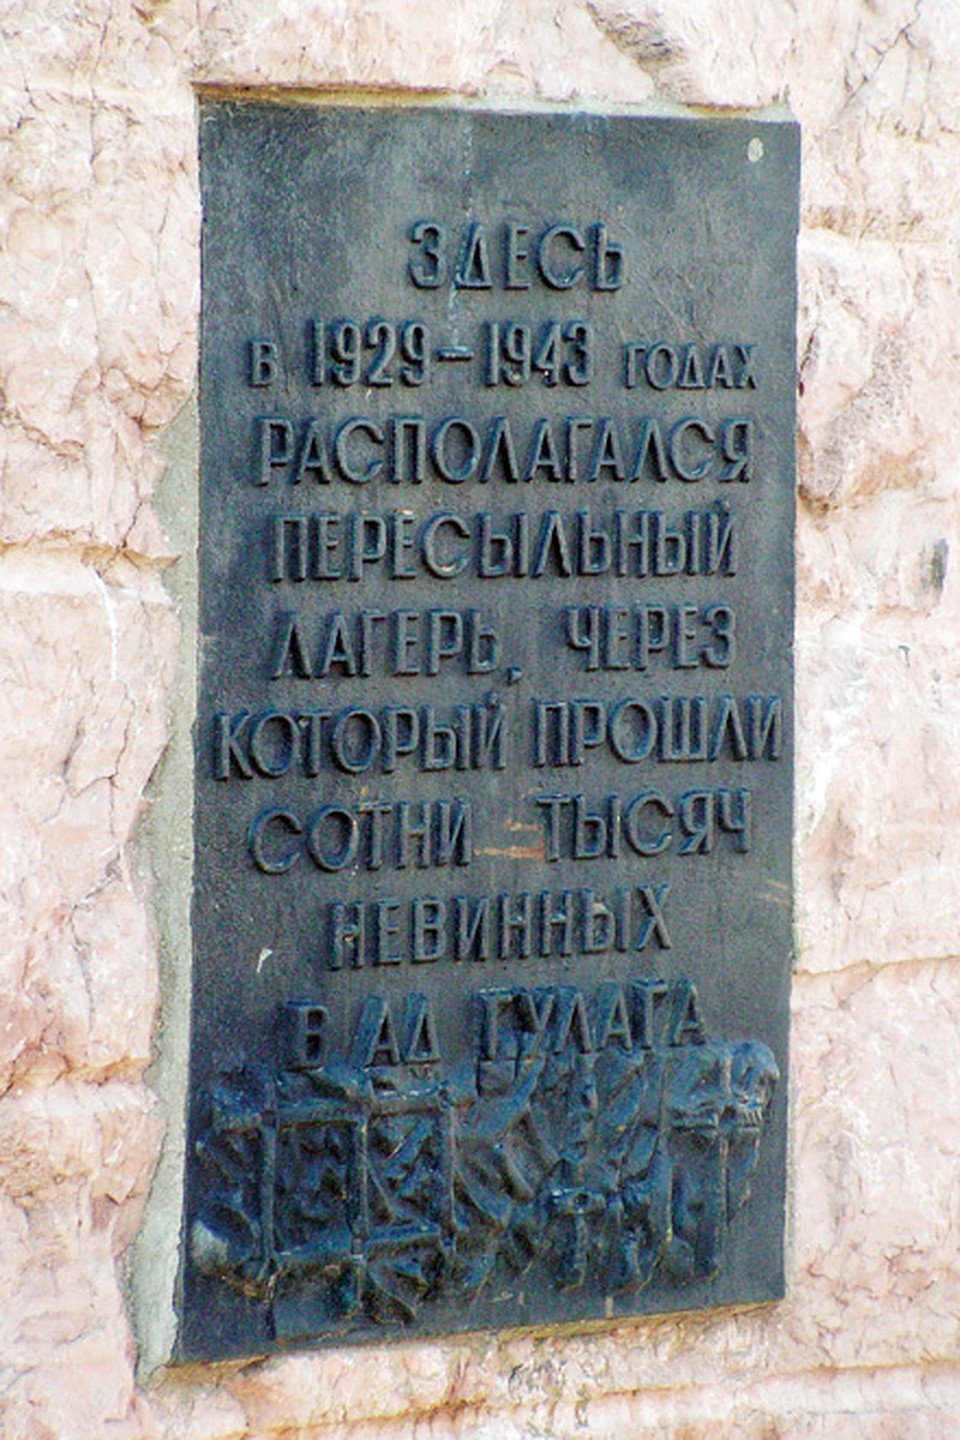 ЗДЕСЬ
В 1929-1943 ГОДАХ
РАСПОЛАГАЛСЯ
ПЕРЕСЫЛЬНЫЙ
ЛАГЕРЬ, ЧЕРЕЗ
КОТОРЫЙ ПРОШЛИ
СОТНИ ТЫСЯЧ
НЕВИННЫХ
В АД ГУЛАГА